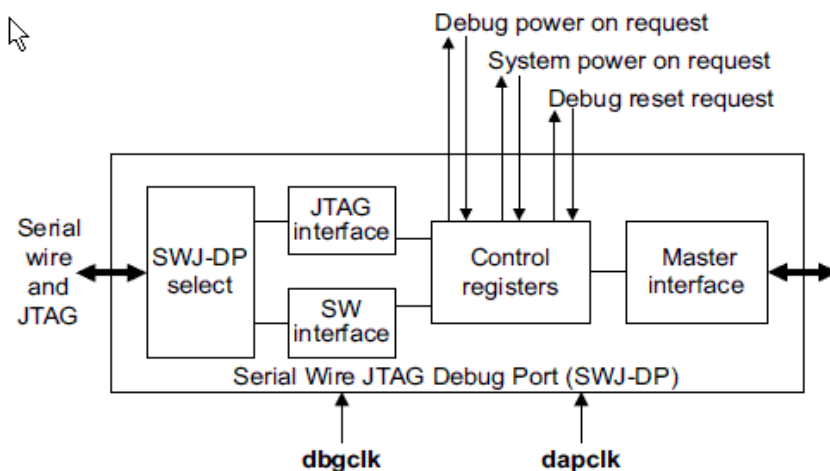 Debug power on request
System power on request
Debug reset request
Serial
wire
and
JTAG
SWJ-DP
select
JTAG
interface
SW
interface
Control
registers
Master
interface
Serial Wire JTAG Debug Port (SWJ-DP)
dbgclk
dapclk